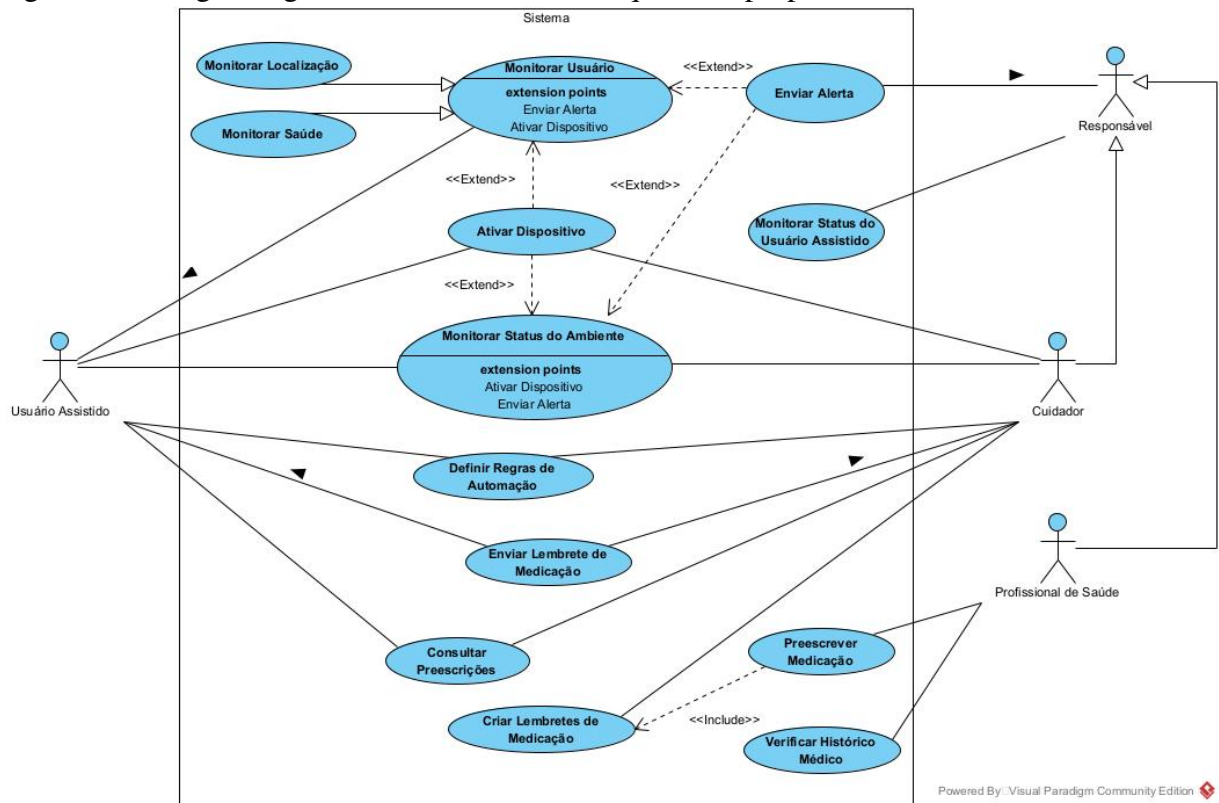 Sistema
Monitorar Localização
Monitorar Usuário
extension points
Enviar Alerta
Ativar Dispositivo
<<Extend>>
Enviar Alerta
Responsável
Monitorar Saúde
<<Extend>>
<<Extend>>
Ativar Dispositivo
Monitorar Status do
Usuário Assistido
<<Extend>>
Monitorar Status do Ambiente
extension points
Ativar Dispositivo
Enviar Alerta
Usuário Assistido
Cuidador
Definir Regras de
Automação
Enviar Lembrete de
Medicação
Profissional de Saúde
Consultar
Preescrições
Preescrever
Medicação
Criar Lembretes de
Medicação
<<Include>>
Verificar Histórico
Médico
Powered By Visual Paradigm Community Edition